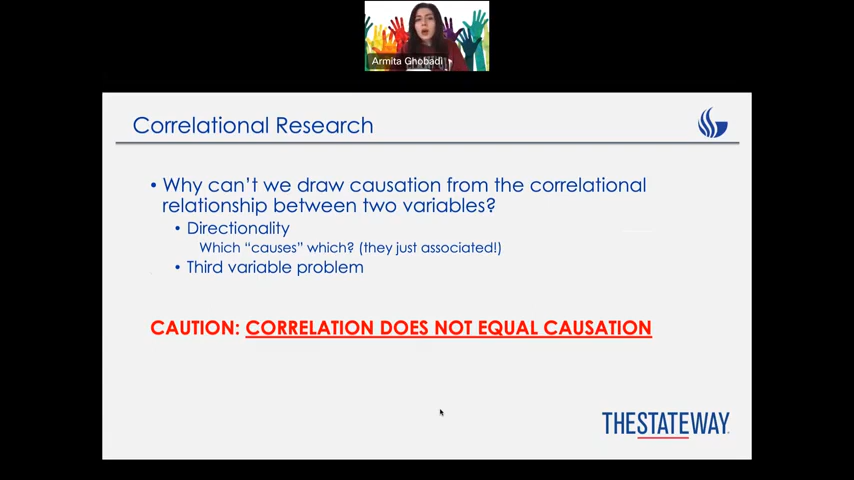 Armita Ghobadi
Correlational Research
• Why can't we draw causation from the correlational
relationship between two variables?
• Directionality
Which “causes” which? (they just associated!)
• Third variable problem
CAUTION: CORRELATION DOES NOT EQUAL CAUSATION
THESTATEWAY.